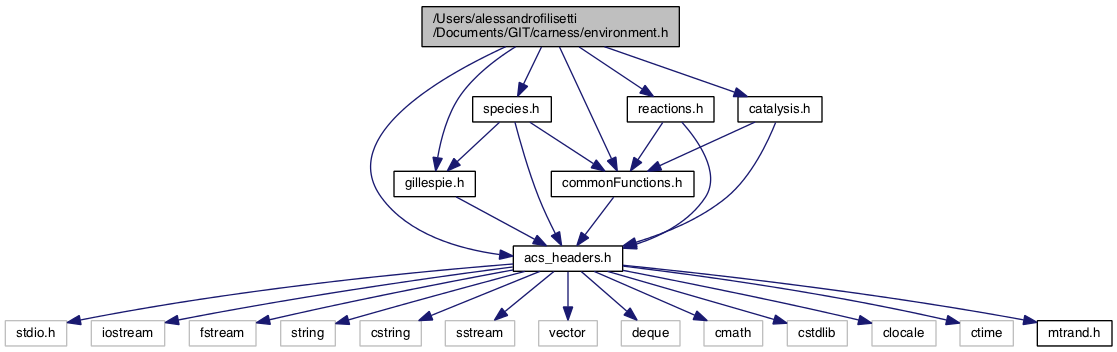 /Users/alessandrofilisetti
/Documents/GIT/carness/environment.h
species.h
reactions.h
catalysis.h
gillespie.h
commonFunctions.h
acs_headers.h
stdio.h
iostream
fstream
string
cstring
sstream
vector
deque
cmath
cstdlib
clocale
ctime
mtrand.h